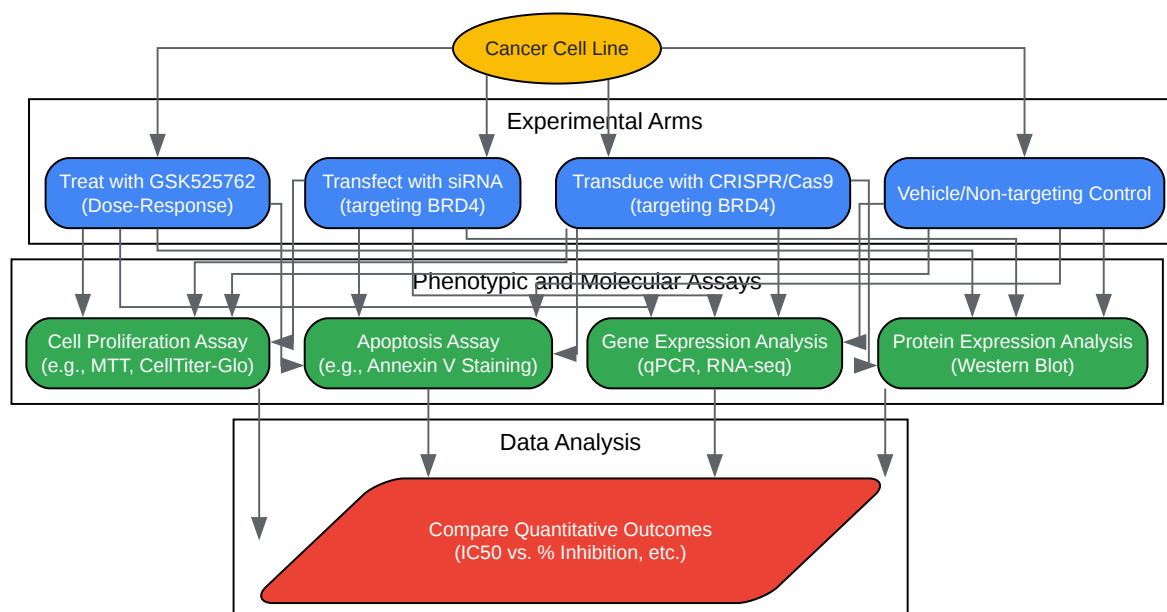 Cancer Cell Line
Experimental Arms
Treat with GSK525762
(Dose-Response)
Transfect with siRNA
(targeting BRD4)
Transduce with CRISPR/Cas9
(targeting BRD4)
Vehicle/Non-targeting Control
Phenotypic and Molecular Assays
Cell Proliferation Assay
(e.g., MTT, CellTiter-Glo)
Apoptosis Assay
(e.g., Annexin V Staining)
Gene Expression Analysis
(qPCR, RNA-seq)
Protein Expression Analysis
(Western Blot)
Data Analysis
Compare Quantitative Outcomes
(IC50 vs. % Inhibition, etc.)